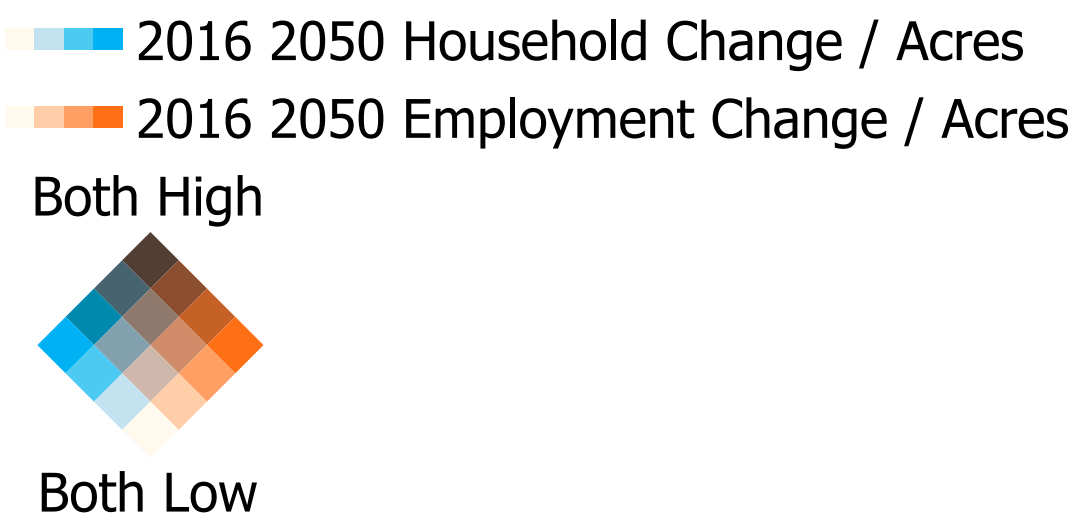 2016 2050 Household Change / Acres
2016 2050 Employment Change / Acres
Both High
Both Low